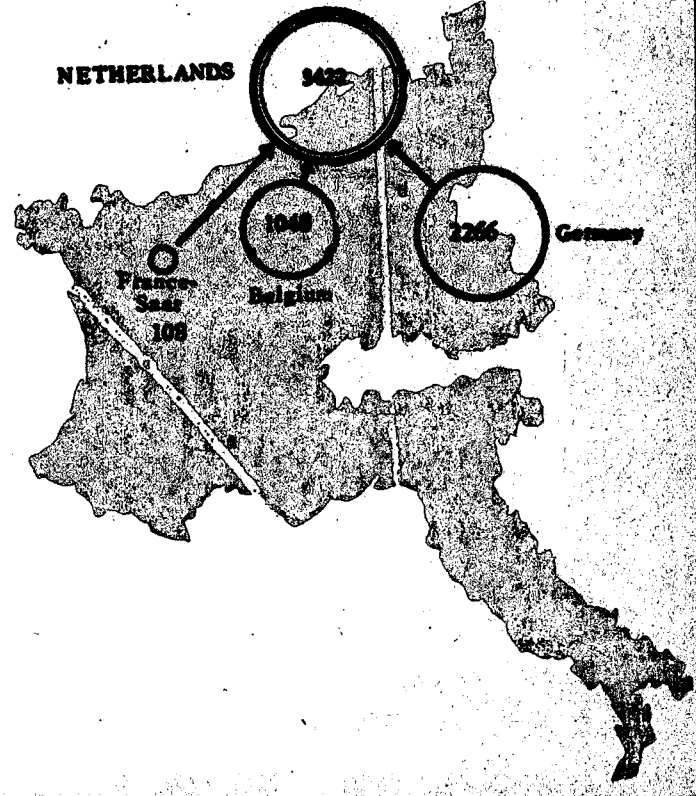 NETHERLANDS
3422
1048
2266
Germany
France-
Saar
108
Belgium